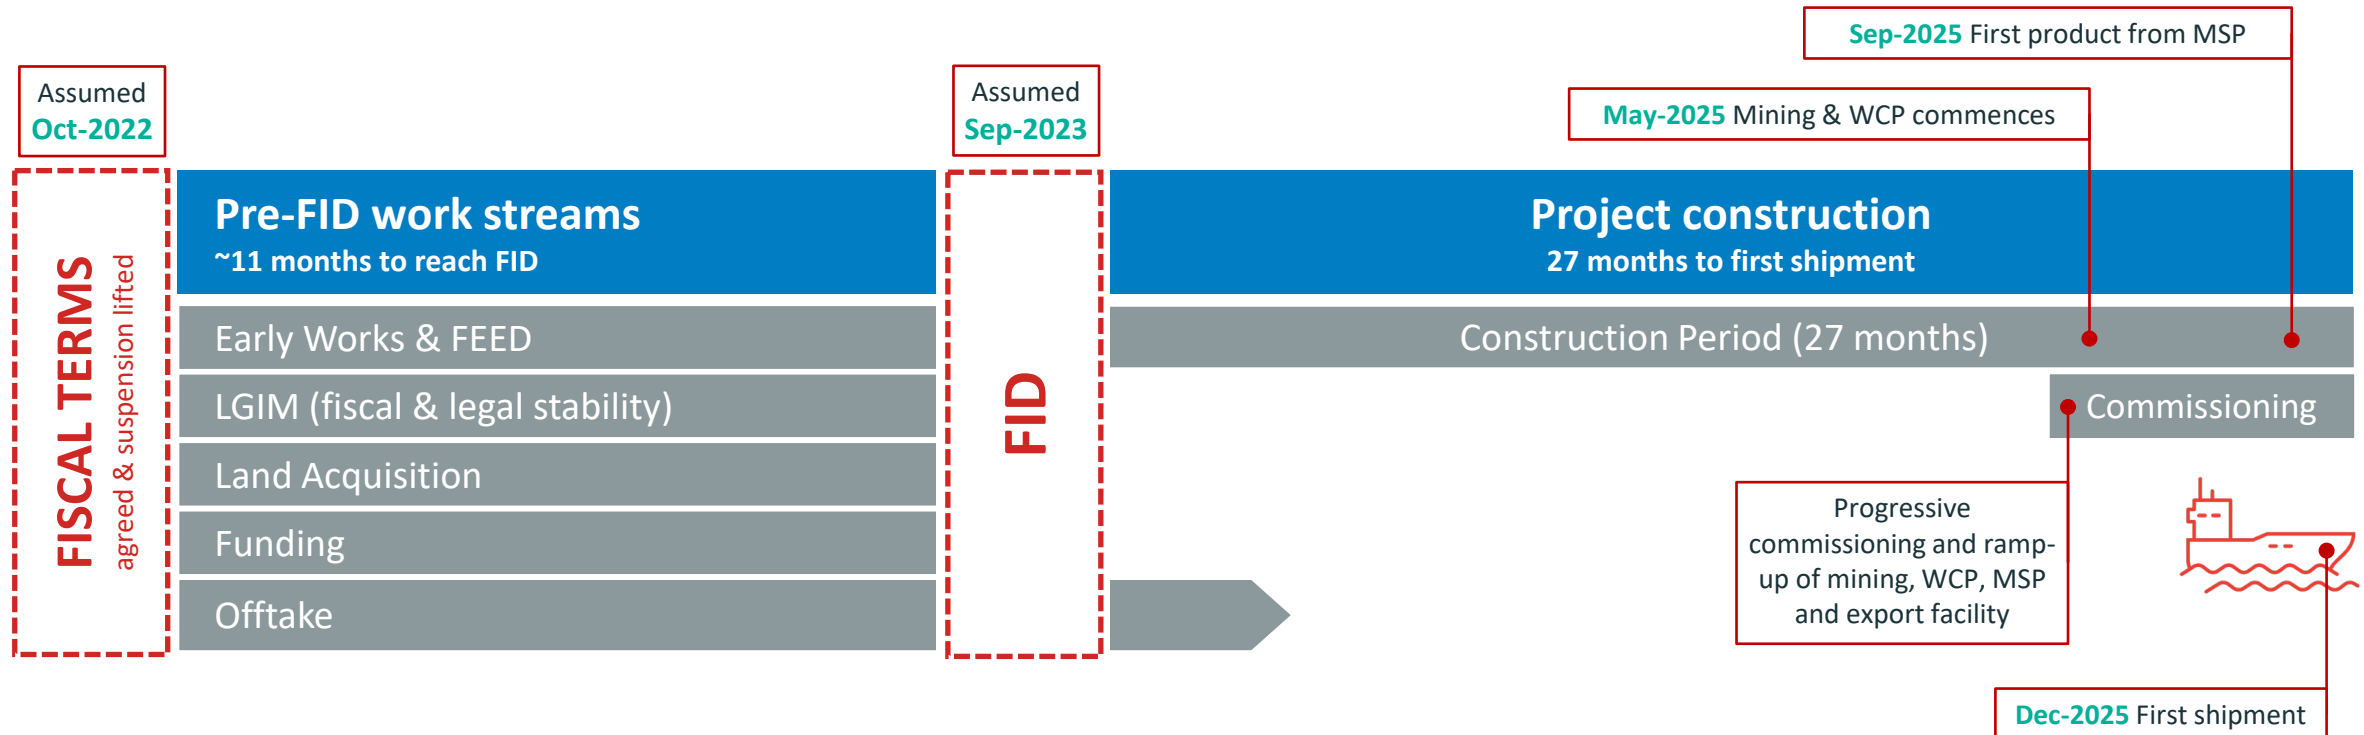 Sep-2025 First product from MSP
Assumed
Oct-2022
Assumed
Sep-2023
May-2025 Mining & WCP commences
FISCAL TERMS
agreed & suspension lifted
Pre-FID work streams
~11 months to reach FID
FID
Project construction
27 months to first shipment
Early Works & FEED
Construction Period (27 months)
LGIM (fiscal & legal stability)
Commissioning
Land Acquisition
Funding
Offtake
Progressive
commissioning and ramp-
up of mining, WCP, MSP
and export facility
Dec-2025 First shipment